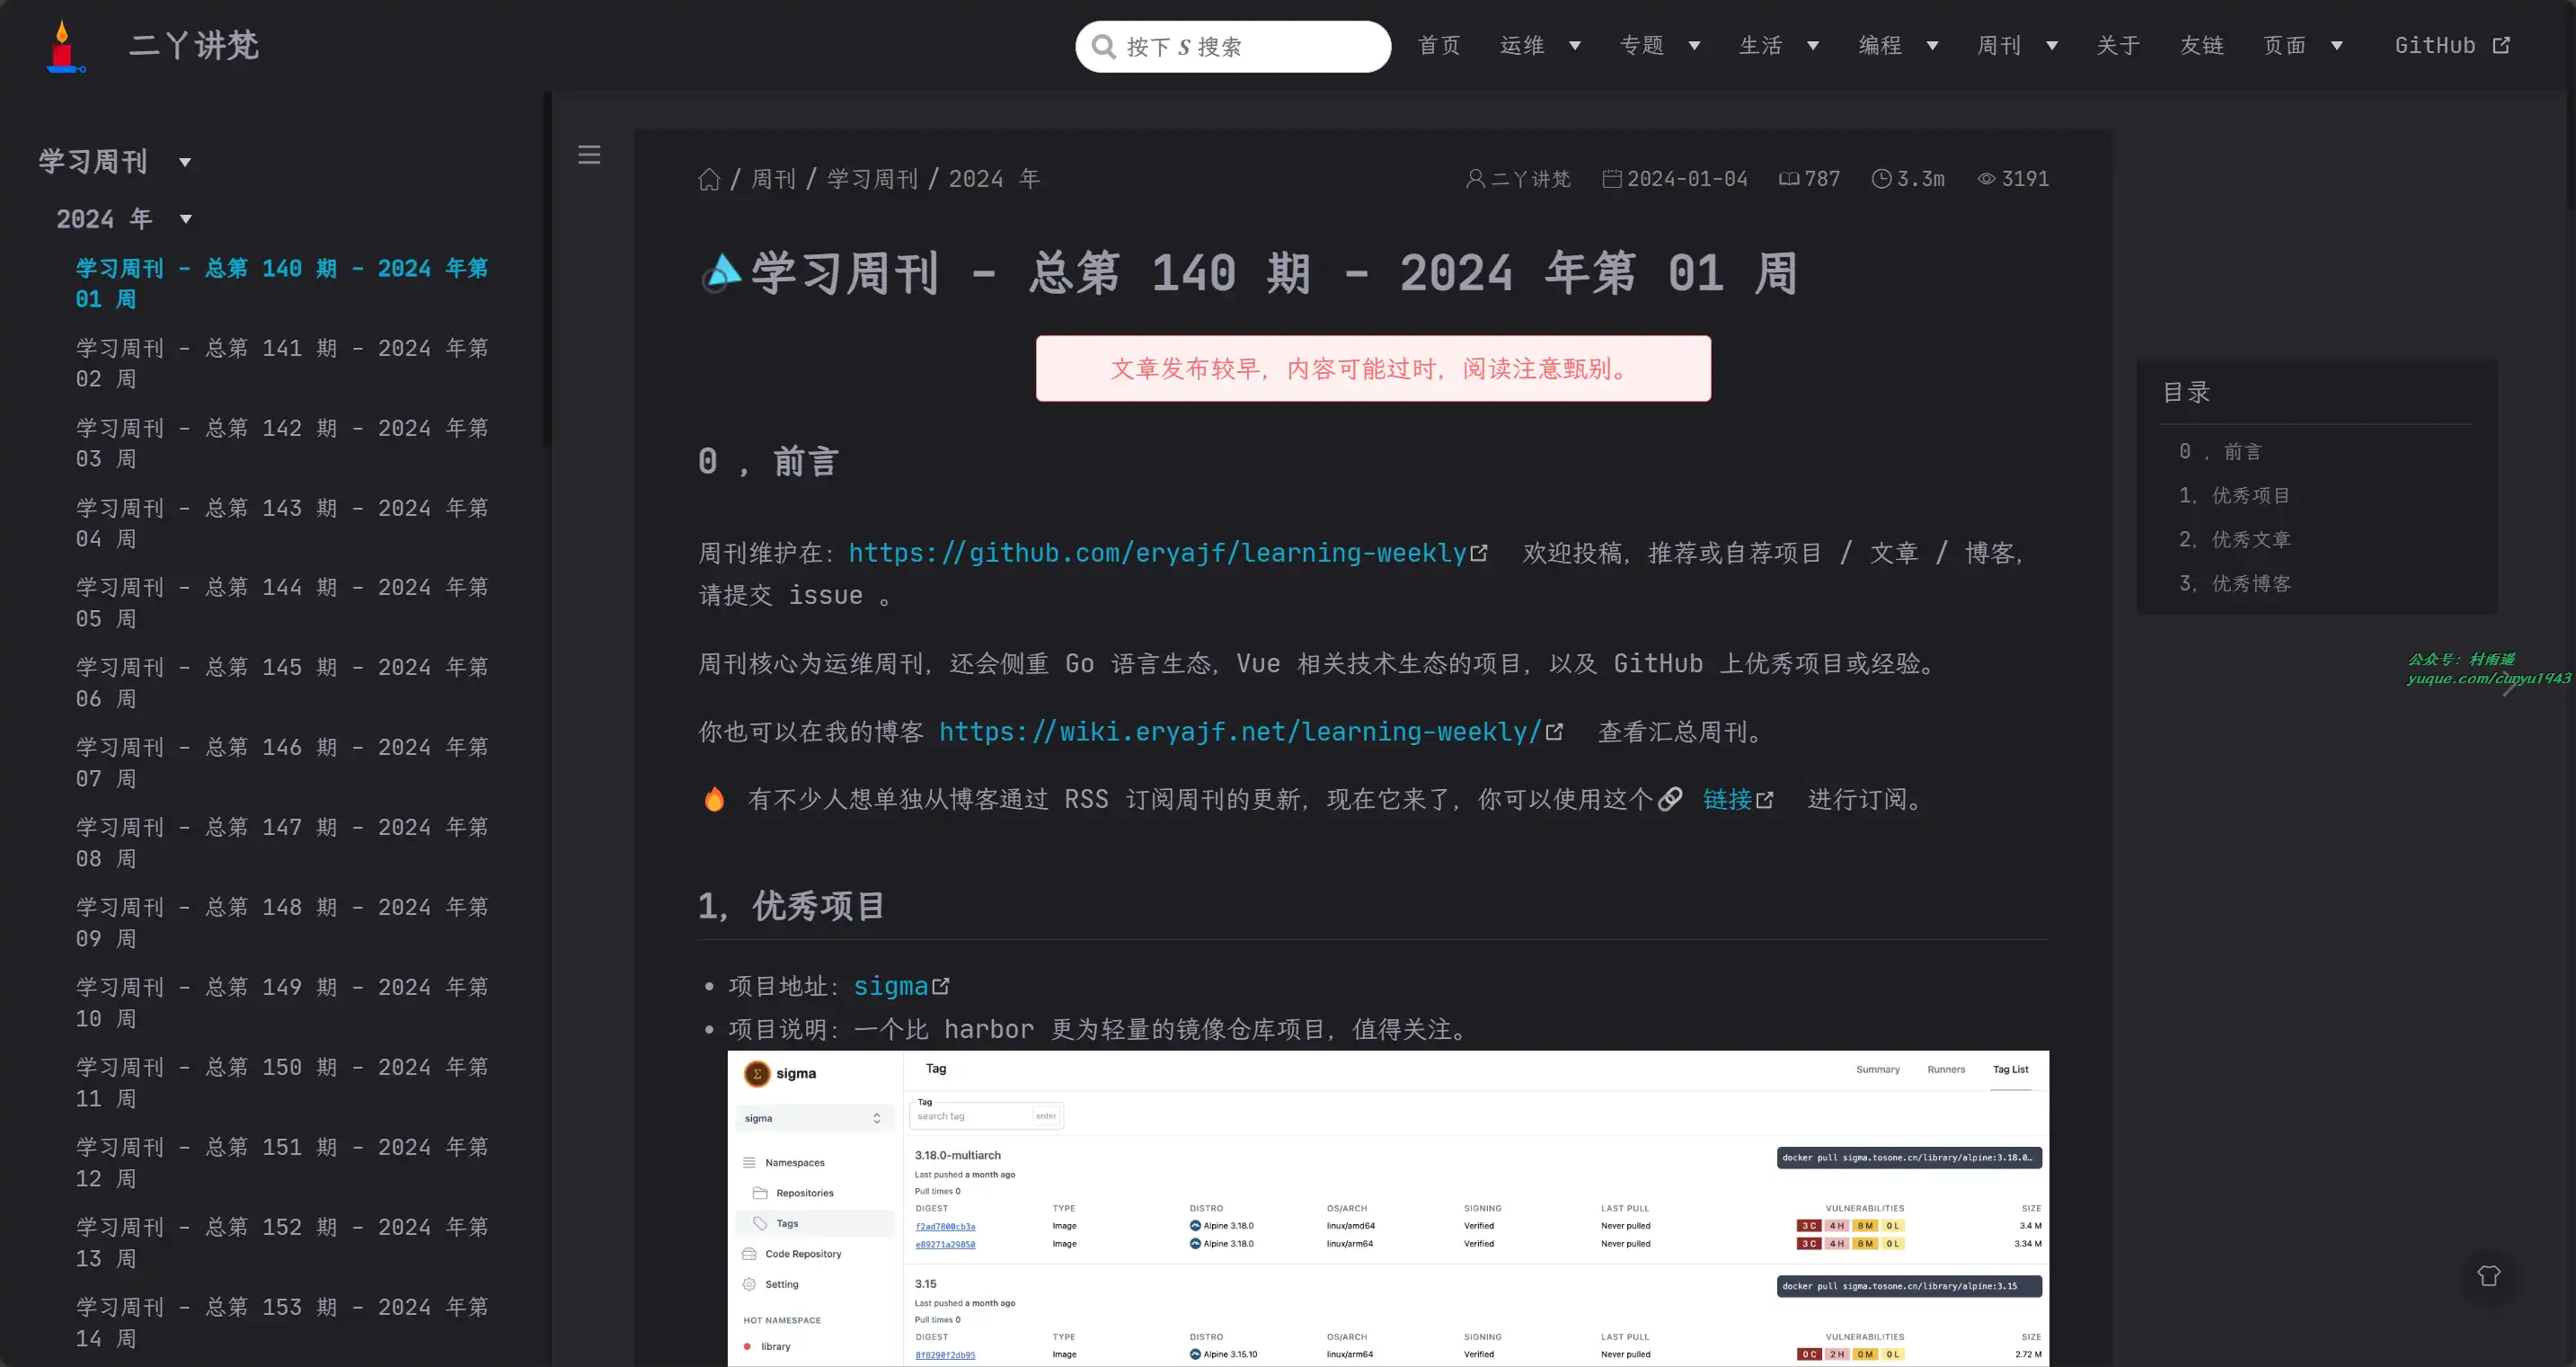 二丫讲梵
按下 S 搜索
首页 运维 专题 生活 编程 周刊 关于 友链 页面 GitHub
学习周刊
2024 年
学习周刊 - 总第 140 期 - 2024 年第
01 周
学习周刊 - 总第 141 期 - 2024 年第
02 周
学习周刊 - 总第 142 期 - 2024 年第
03 周
学习周刊 - 总第 143 期 - 2024 年第
04 周
学习周刊 - 总第 144 期 - 2024 年第
05 周
学习周刊 - 总第 145 期 - 2024 年第
06 周
学习周刊 - 总第 146 期 - 2024 年第
07 周
学习周刊 - 总第 147 期 - 2024 年第
08 周
学习周刊 - 总第 148 期 - 2024 年第
09 周
学习周刊 - 总第 149 期 - 2024 年第
10 周
学习周刊 - 总第 150 期 - 2024 年第
11 周
学习周刊 - 总第 151 期 - 2024 年第
12 周
学习周刊 - 总第 152 期 - 2024 年第
13 周
学习周刊 - 总第 153 期 - 2024 年第
14 周
/ 周刊 / 学习周刊 / 2024 年
二丫讲梵 2024-01-04 787 3.3m 3191
学习周刊 - 总第 140 期 - 2024 年第 01 周
文章发布较早，内容可能过时，阅读注意甄别。
0 ，前言
周刊维护在：https://github.com/eryajf/learning-weekly 欢迎投稿，推荐或自荐项目 / 文章 / 博客，
请提交 issue 。
周刊核心为运维周刊，还会侧重 Go 语言生态，Vue 相关技术生态的项目，以及 GitHub 上优秀项目或经验。
你也可以在我的博客 https://wiki.eryajf.net/learning-weekly/ 查看汇总周刊。
🔥 有不少人想单独从博客通过 RSS 订阅周刊的更新，现在它来了，你可以使用这个🔗 链接 进行订阅。
1，优秀项目
• 项目地址：sigma
• 项目说明：一个比 harbor 更为轻量的镜像仓库项目，值得关注。
sigma
sigma
Namespaces
Repositories
Tags
Code Repository
Setting
HOT NAMESPACE
library
Tag
Summary Runners Tag List
Tag
search tag enter
3.18.0-multiarch
docker pull sigma.tosone.cn/library/alpine:3.18.0…
Last pushed a month ago
Pull times 0
DIGEST TYPE DISTRO OS/ARCH SIGNING LAST PULL VULNERABILITIES SIZE
f2ad7800cb3a Image Alpine 3.18.0 linux/amd64 Verified Never pulled 3 C 4 H 8 M 0 L 3.4 M
e89271a29850 Image Alpine 3.18.0 linux/arm64 Verified Never pulled 3 C 4 H 8 M 0 L 3.34 M
3.15
docker pull sigma.tosone.cn/library/alpine:3.15
Last pushed a month ago
Pull times 0
DIGEST TYPE DISTRO OS/ARCH SIGNING LAST PULL VULNERABILITIES SIZE
8f8290f2db95 Image Alpine 3.15.10 linux/arm64 Verified Never pulled 0 C 2 H 0 M 0 L 2.72 M
目录
0 ，前言
1，优秀项目
2，优秀文章
3，优秀博客
公众号：村雨遥
yuque.com/cunyu1943